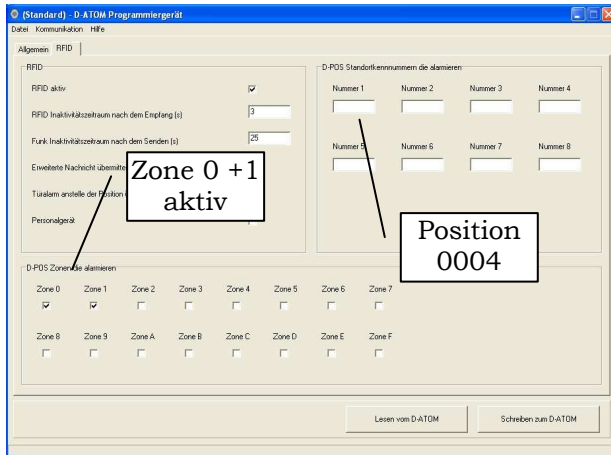 (Standard) - D-ATOM Programmiergerät
Datei Kommunikation Hilfe
Allgemein RFID
RFID
RFID aktiv
RFID Inaktivitätszeitraum nach dem Empfang (s) 3
Funk Inaktivitätszeitraum nach dem Senden (s) 25
Erweiterte Nachricht übermitte
Türalarm anstelle der Position
Personalgerät
D-POS Standortkennnummern die alarmieren
Nummer 1 Nummer 2 Nummer 3 Nummer 4
Nummer 5 Nummer 6 Nummer 7 Nummer 8
Zone 0 +1
aktiv
Position
0004
D-POS Zonen die alarmieren
Zone 0 Zone 1 Zone 2 Zone 3 Zone 4 Zone 5 Zone 6 Zone 7
Zone 8 Zone 9 Zone A Zone B Zone C Zone D Zone E Zone F
Lesen vom D-ATOM Schreiben zum D-ATOM